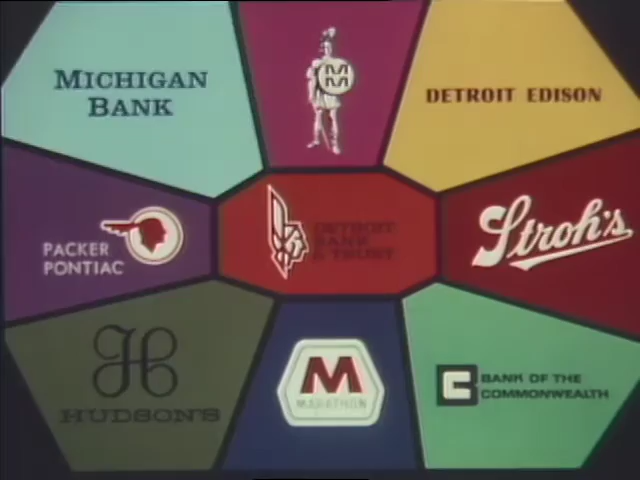 MICHIGAN
BANK
M
DETROIT EDISON
PACKER
PONTIAC
DETROIT
BANK
& TRUST
Stroh's
H
HUDSON'S
M
MARATHON
C
BANK OF THE
COMMONWEALTH